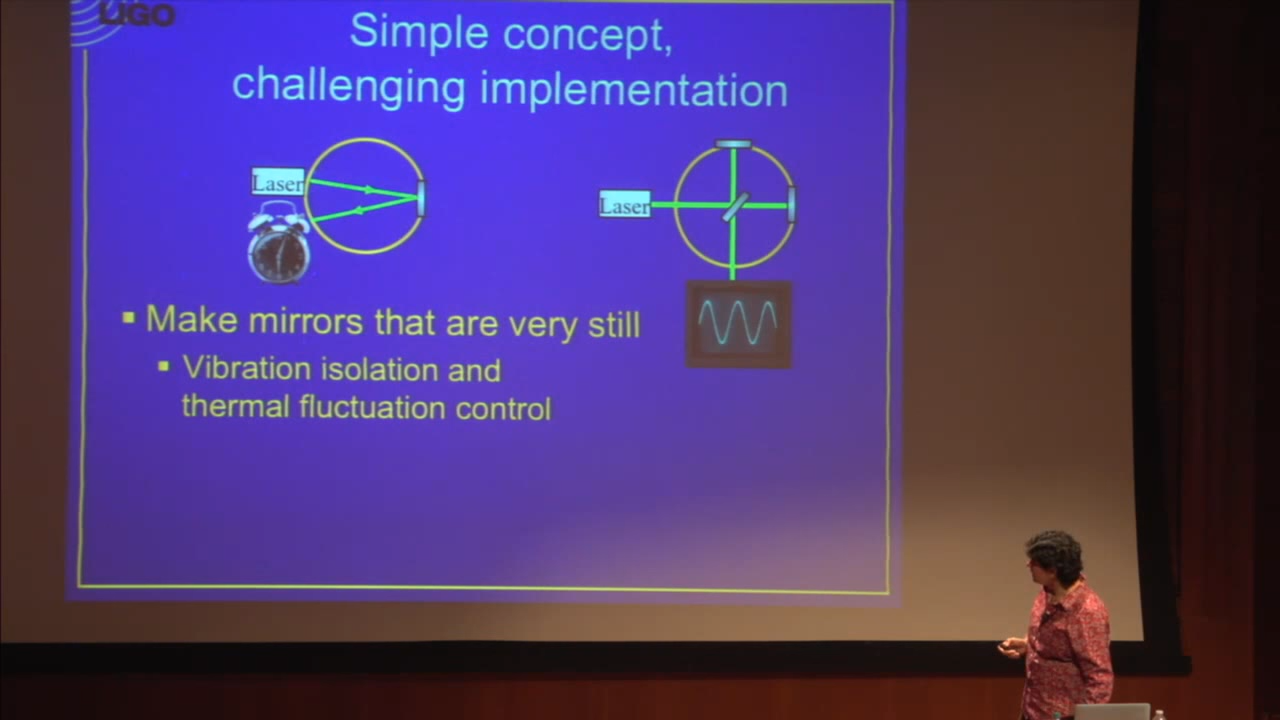 LIGO
Simple concept,
challenging implementation
Laser
Laser
Make mirrors that are very still
Vibration isolation and
thermal fluctuation control